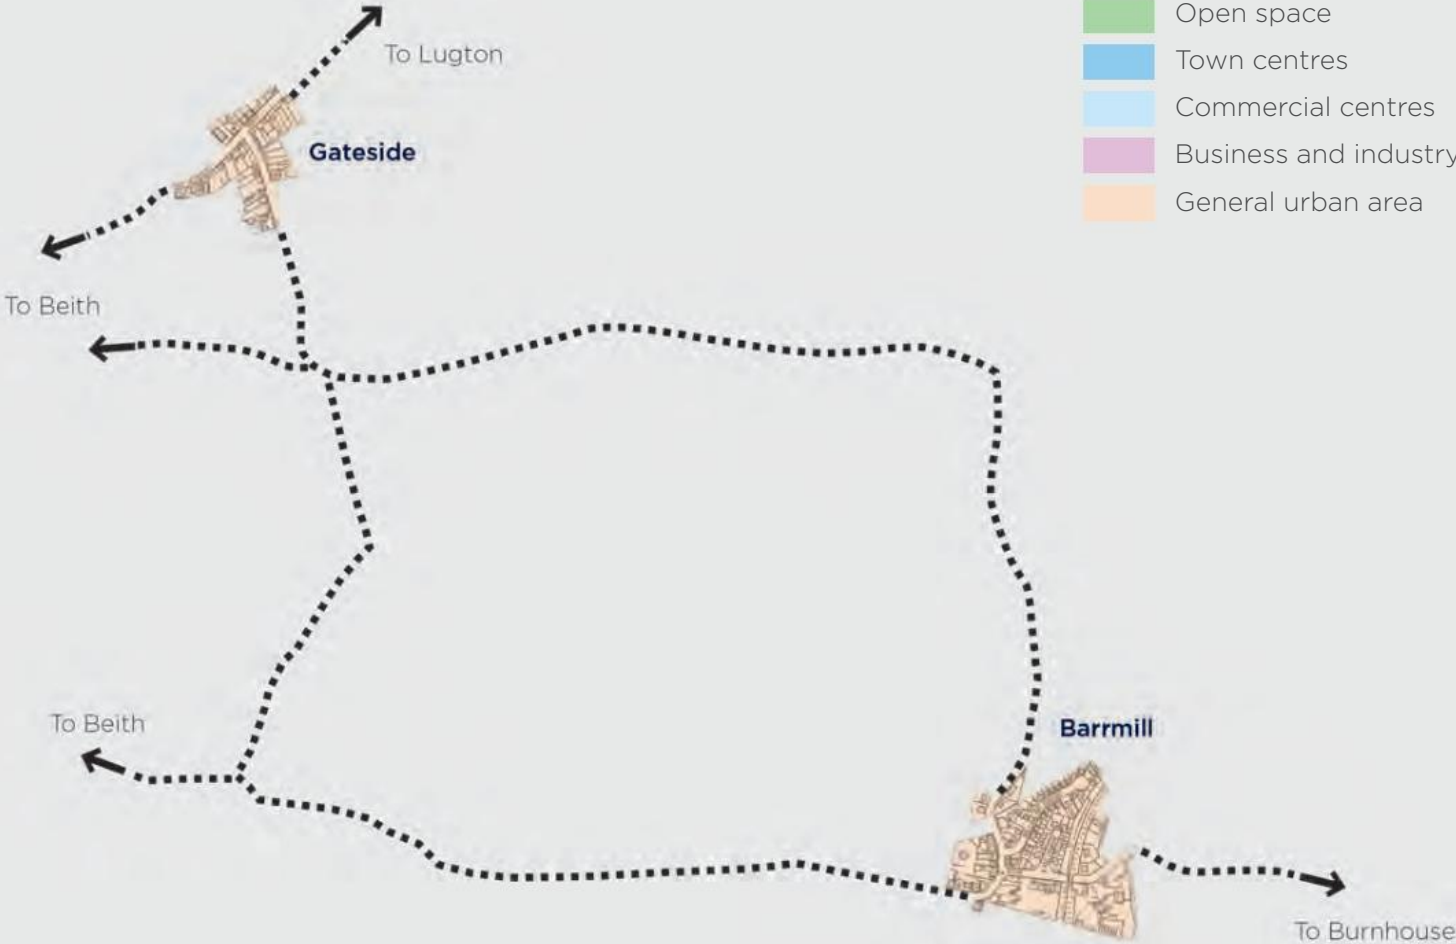 Open space
To Lugton
Town centres
Commercial centres
Gateside
Business and industry
General urban area
To Beith
To Beith
Barrmill
To Burnhouse